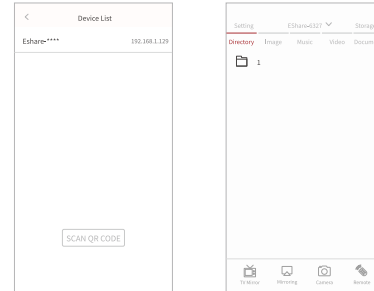 Device List
Eshare-**** 192.168.1.129
SCAN QR CODE
Setting EShare-5327 Storage
Directory Image Music Video Docum
1
TV Mirror Mirroring Camera Remote